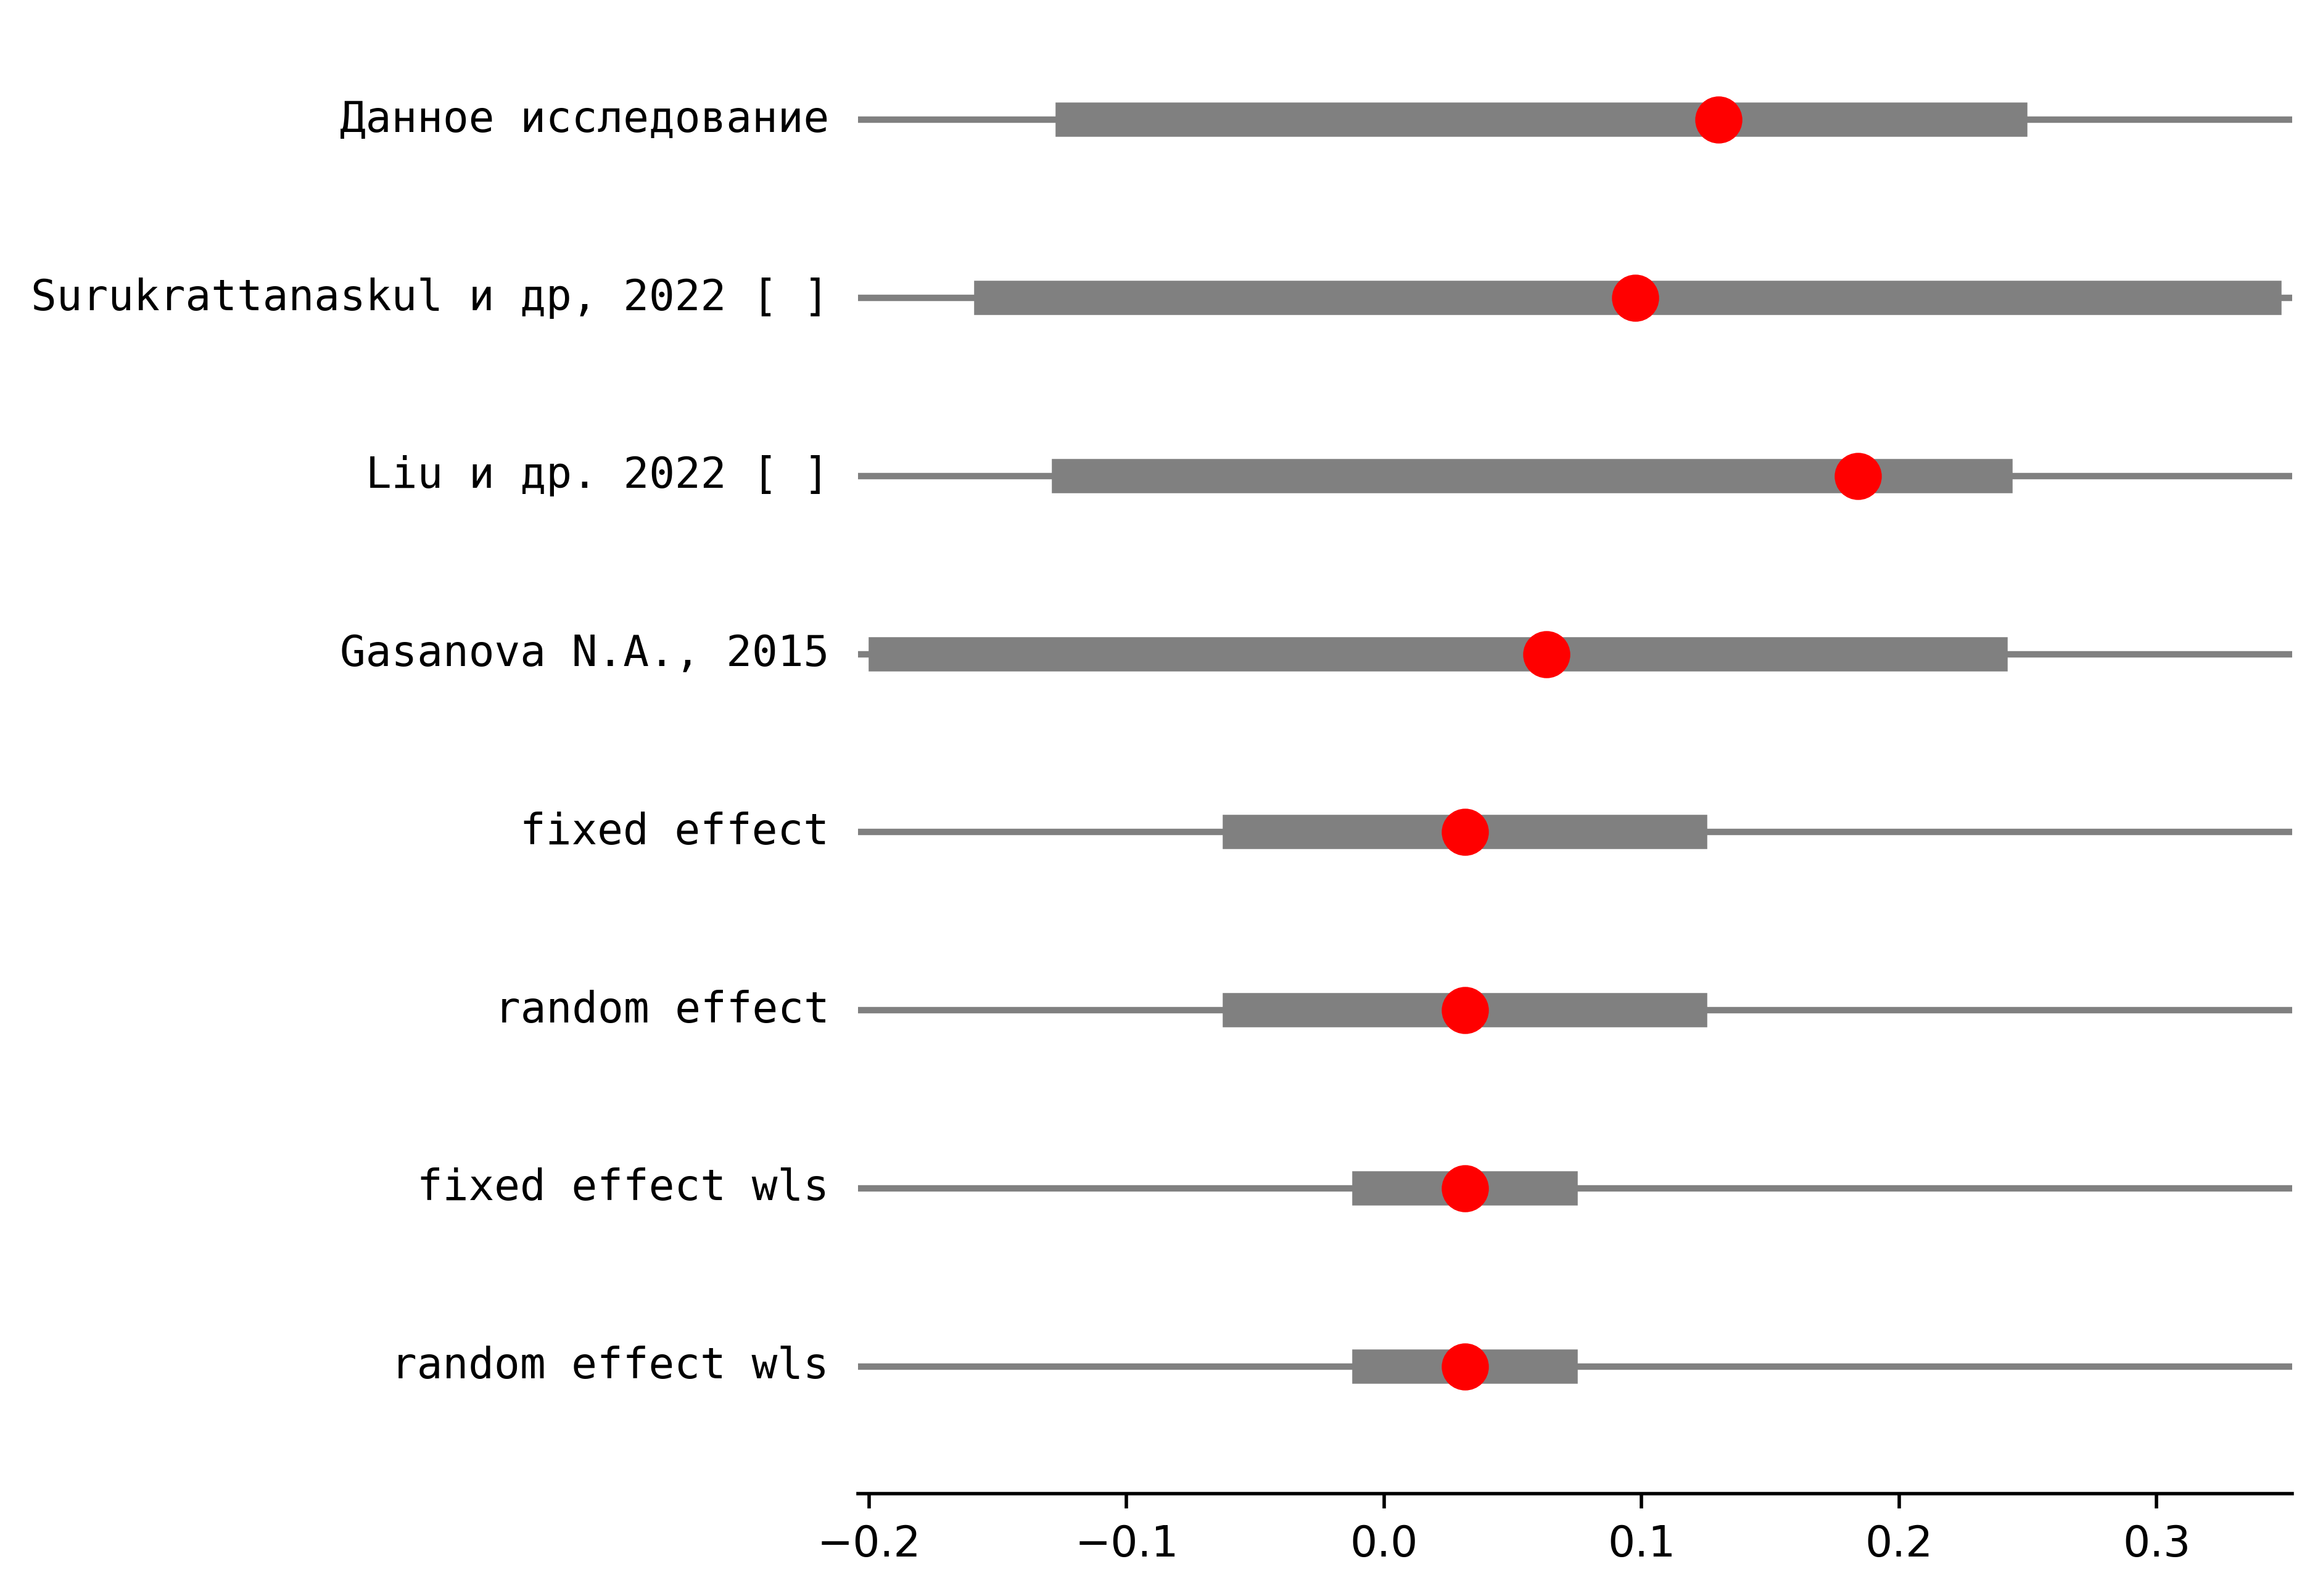 Данное исследование
Surukrattanaskul и др, 2022 [ ]
Liu и др. 2022 [ ]
Gasanova N.A., 2015
fixed effect
random effect
fixed effect wls
random effect wls
−0.2 −0.1 0.0 0.1 0.2 0.3